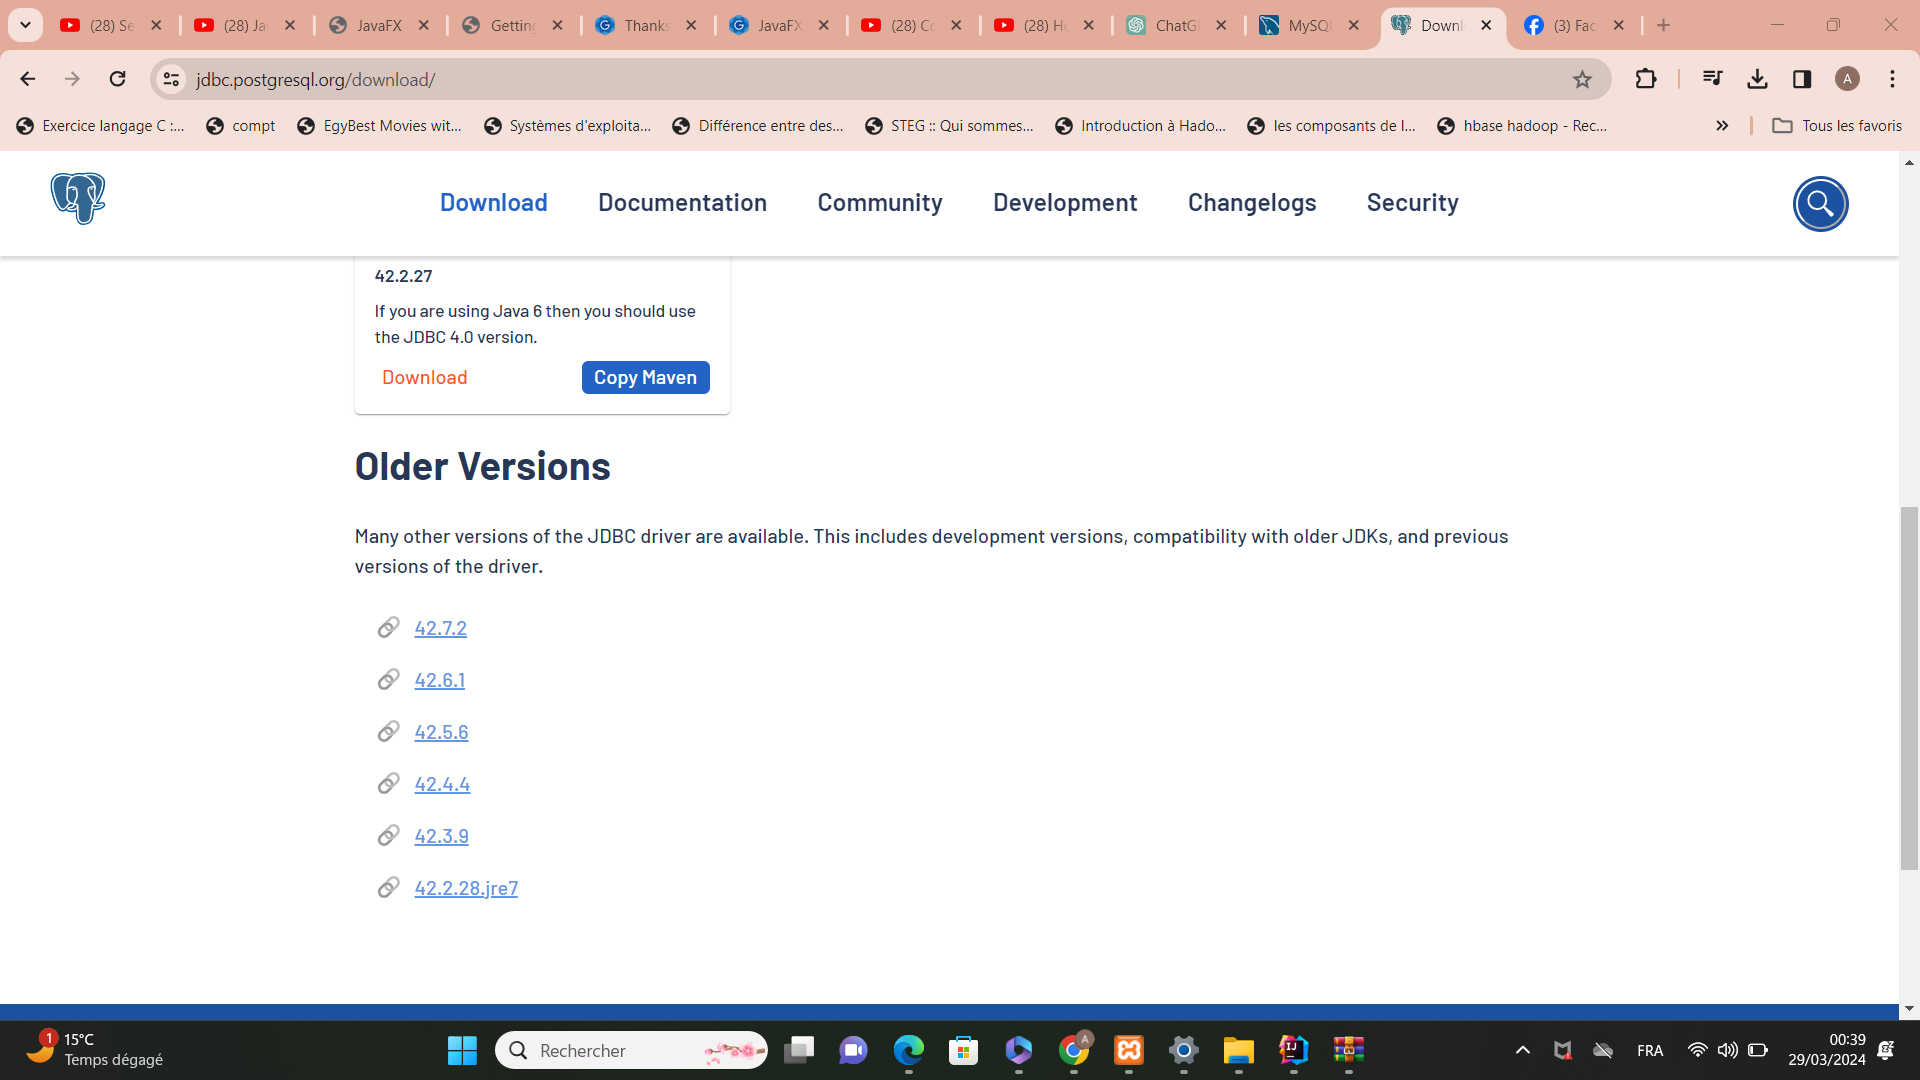 (28) Se
(28) Ja
JavaFX
Getting
Thanks
JavaFX
(28) Co
(28) Ho
ChatG
MySQL
Downl
(3) Fac
jdbc.postgresql.org/download/
A
Exercice langage C :...
compt
EgyBest Movies wit...
Systèmes d'exploita...
Différence entre des...
STEG :: Qui sommes...
Introduction à Hado...
les composants de l...
hbase hadoop - Rec...
Tous les favoris
Download
Documentation
Community
Development
Changelogs
Security
42.2.27
If you are using Java 6 then you should use
the JDBC 4.0 version.
Download
Copy Maven
Older Versions
Many other versions of the JDBC driver are available. This includes development versions, compatibility with older JDKs, and previous
versions of the driver.
42.7.2
42.6.1
42.5.6
42.4.4
42.3.9
42.2.28.jre7
1
15°C
Temps dégagé
Rechercher
A
FRA
00:39
29/03/2024